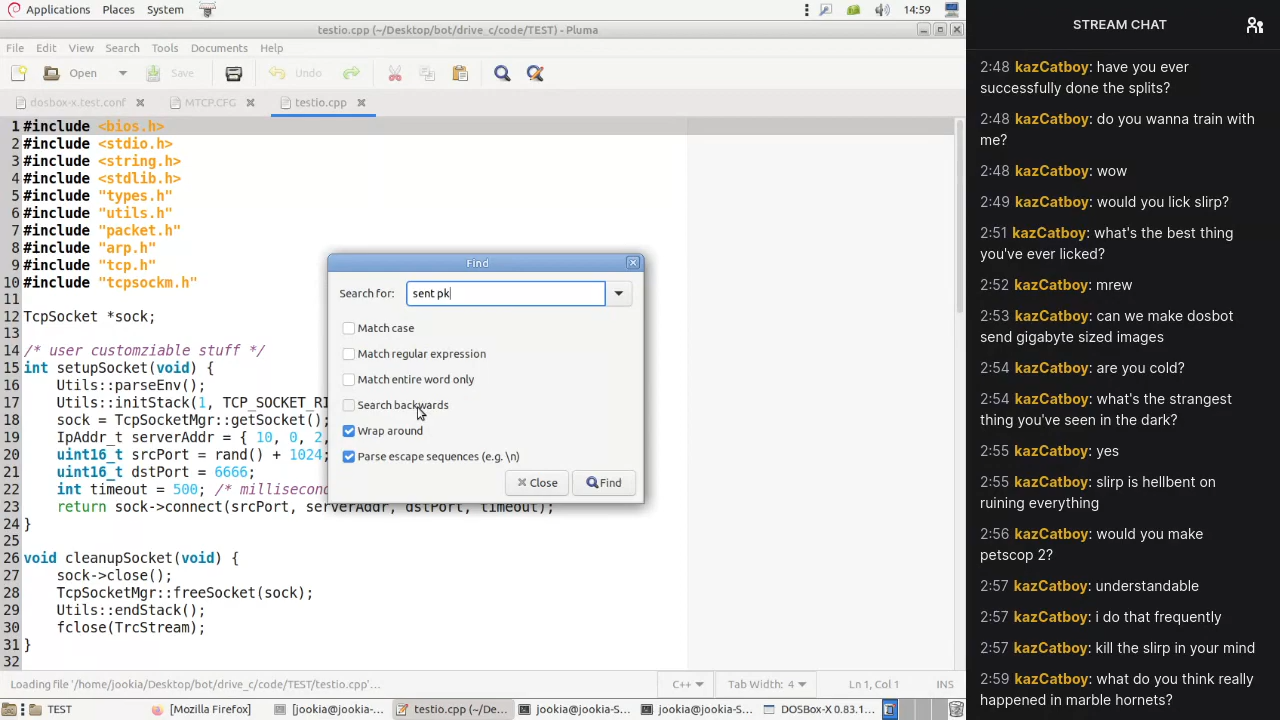 Applications Places System 14:59
testio.cpp (~/Desktop/bot/drive_c/code/TEST) - Pluma
File Edit View Search Tools Documents Help
Open Save Undo
dosbox-x.test.conf MTCP.CFG testio.cpp
1 #include <bios.h>
2 #include <stdio.h>
3 #include <string.h>
4 #include <stdlib.h>
5 #include "types.h"
6 #include "utils.h"
7 #include "packet.h"
8 #include "arp.h"
9 #include "tcp.h"
10 #include "tcpsockm.h"
11
12 TcpSocket *sock;
13
14 /* user customziable stuff */
15 int setupSocket(void) {
16 Utils::parseEnv();
17 Utils::initStack(1, TCP_SOCKET_RI
18 sock = TcpSocketMgr::getSocket();
19 IpAddr_t serverAddr = { 10, 0, 2,
20 uint16_t srcPort = rand() + 1024;
21 uint16_t dstPort = 6666;
22 int timeout = 500; /* millisecond
23 return sock->connect(srcPort, serverAddr, dstPort, timeout);
24 }
25
26 void cleanupSocket(void) {
27 sock->close();
28 TcpSocketMgr::freeSocket(sock);
29 Utils::endStack();
30 fclose(TrcStream);
31 }
32
Find
Search for: sent pk
Match case
Match regular expression
Match entire word only
Search backwards
Wrap around
Parse escape sequences (e.g. \n)
Close Find
Loading file '/home/jookia/Desktop/bot/drive_c/code/TEST/testio.cpp'... C++ Tab Width: 4 Ln 1, Col 1 INS
TEST [Mozilla Firefox] [jookia@jookia-... testio.cpp (~/De... jookia@jookia-S... jookia@jookia-S... DOSBox-X 0.83.1...
STREAM CHAT
2:48 kazCatboy: have you ever
successfully done the splits?
2:48 kazCatboy: do you wanna train with
me?
2:48 kazCatboy: wow
2:49 kazCatboy: would you lick slirp?
2:51 kazCatboy: what's the best thing
you've ever licked?
2:52 kazCatboy: mrew
2:53 kazCatboy: can we make dosbot
send gigabyte sized images
2:54 kazCatboy: are you cold?
2:54 kazCatboy: what's the strangest
thing you've seen in the dark?
2:55 kazCatboy: yes
2:55 kazCatboy: slirp is hellbent on
ruining everything
2:56 kazCatboy: would you make
petscop 2?
2:57 kazCatboy: understandable
2:57 kazCatboy: i do that frequently
2:57 kazCatboy: kill the slirp in your mind
2:59 kazCatboy: what do you think really
happened in marble hornets?